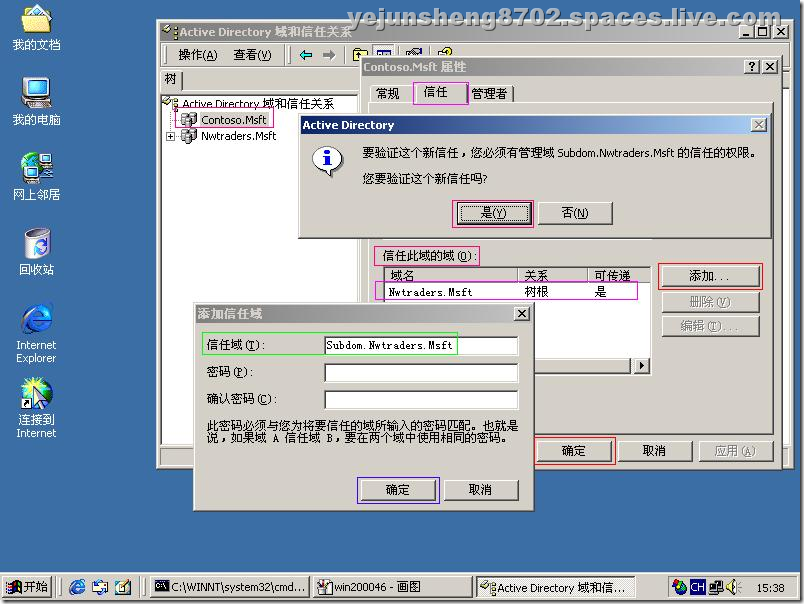 yejunsheng8702.spaces.live.com
我的文档
我的电脑
网上邻居
回收站
Internet
Explorer
连接到
Internet
Active Directory 域和信任关系
操作(A) 查看(V)
树
Active Directory 域和信任关系
Contoso.Msft
Nwtraders.Msft
Contoso.Msft 属性
常规 信任 管理者
Active Directory
要验证这个新信任，您必须有管理域 Subdom.Nwtraders.Msft 的信任的权限。
您要验证这个新信任吗?
是(Y) 否(N)
信任此域的域(O):
域名 关系 可传递
Nwtraders.Msft 树根 是
添加...
删除(V)
编辑(I)...
添加信任域
信任域(T): Subdom.Nwtraders.Msft
密码(P):
确认密码(C):
此密码必须与您为将要信任的域所输入的密码匹配。也就是
说，如果域 A 信任域 B，要在两个域中使用相同的密码。
确定 取消
确定 取消 应用(A)
开始 C:\WINNT\system32\cmd... win200046 - 画图 Active Directory 域和信... CH 15:38